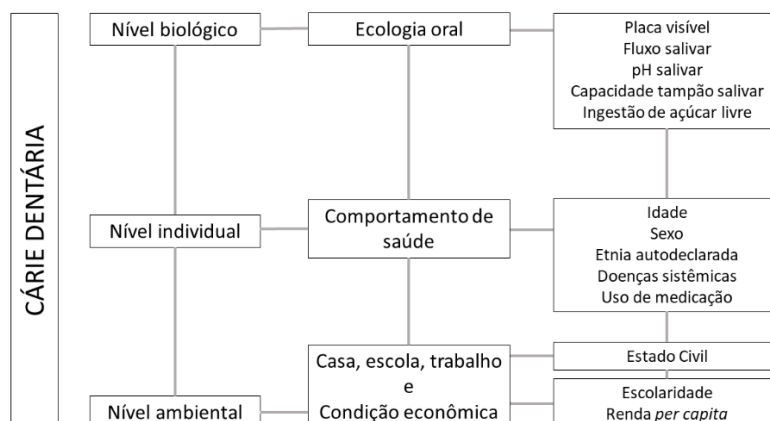 CÁRIE DENTÁRIA
Nível biológico
Ecologia oral
Placa visível
Fluxo salivar
pH salivar
Capacidade tampão salivar
Ingestão de açúcar livre
Nível individual
Comportamento de
saúde
Idade
Sexo
Etnia autodeclarada
Doenças sistêmicas
Uso de medicação
Nível ambiental
Casa, escola, trabalho
e
Condição econômica
Estado Civil
Escolaridade
Renda per capita